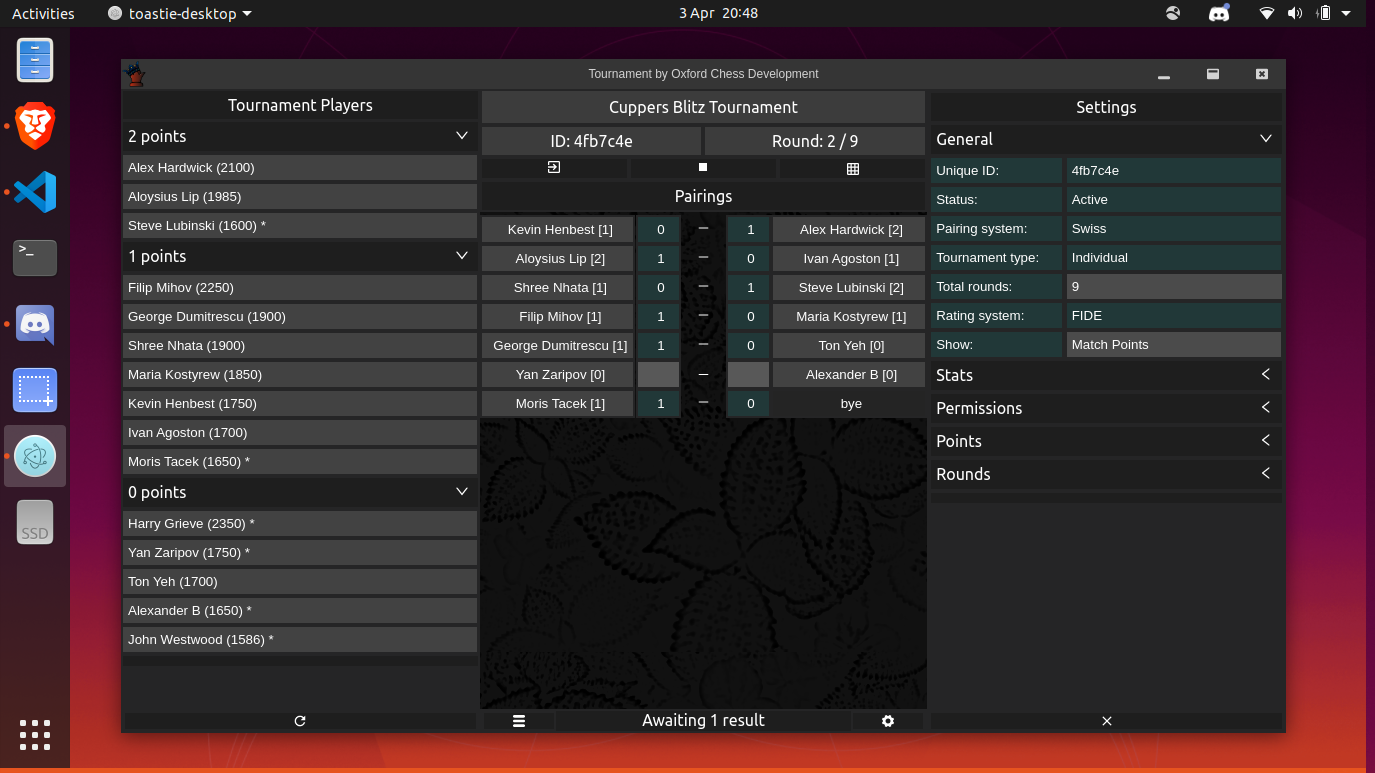 Activities
toastie-desktop
3 Apr 20:48
Tournament by Oxford Chess Development
Tournament Players
2 points
Alex Hardwick (2100)
Aloysius Lip (1985)
Steve Lubinski (1600) *
1 points
Filip Mihov (2250)
George Dumitrescu (1900)
Shree Nhata (1900)
Maria Kostyrew (1850)
Kevin Henbest (1750)
Ivan Agoston (1700)
Moris Tacek (1650) *
0 points
Harry Grieve (2350) *
Yan Zaripov (1750) *
Ton Yeh (1700)
Alexander B (1650) *
John Westwood (1586) *
Cuppers Blitz Tournament
ID: 4fb7c4e
Round: 2 / 9
Pairings
Kevin Henbest [1] 0 – 1 Alex Hardwick [2]
Aloysius Lip [2] 1 – 0 Ivan Agoston [1]
Shree Nhata [1] 0 – 1 Steve Lubinski [2]
Filip Mihov [1] 1 – 0 Maria Kostyrew [1]
George Dumitrescu [1] 1 – 0 Ton Yeh [0]
Yan Zaripov [0] – Alexander B [0]
Moris Tacek [1] 1 – 0 bye
Awaiting 1 result
Settings
General
Unique ID: 4fb7c4e
Status: Active
Pairing system: Swiss
Tournament type: Individual
Total rounds: 9
Rating system: FIDE
Show: Match Points
Stats
Permissions
Points
Rounds
>_
SSD